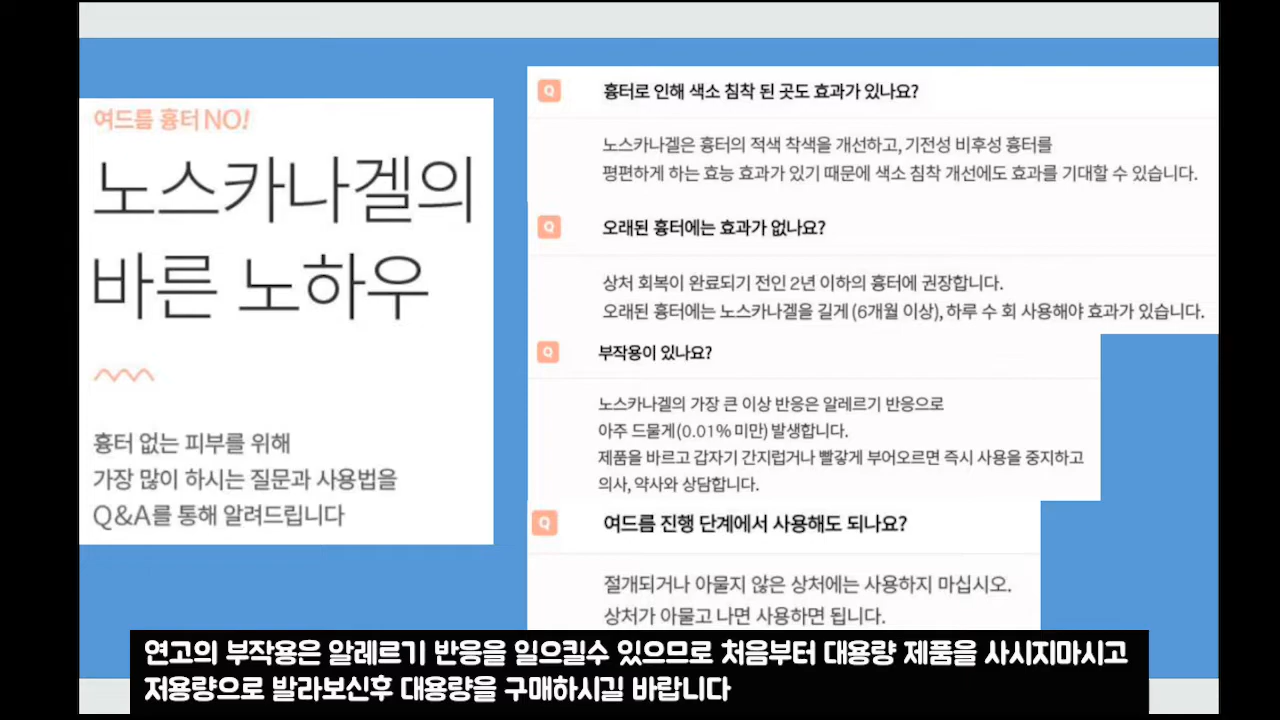 여드름 흉터 NO!
노스카나겔의
바른 노하우
흉터 없는 피부를 위해
가장 많이 하시는 질문과 사용법을
Q&A를 통해 알려드립니다
Q 흉터로 인해 색소 침착 된 곳도 효과가 있나요?
노스카나겔은 흉터의 적색 착색을 개선하고, 기전성 비후성 흉터를
평편하게 하는 효능 효과가 있기 때문에 색소 침착 개선에도 효과를 기대할 수 있습니다.
Q 오래된 흉터에는 효과가 없나요?
상처 회복이 완료되기 전인 2년 이하의 흉터에 권장합니다.
오래된 흉터에는 노스카나겔을 길게 (6개월 이상), 하루 수 회 사용해야 효과가 있습니다.
Q 부작용이 있나요?
노스카나겔의 가장 큰 이상 반응은 알레르기 반응으로
아주 드물게(0.01% 미만) 발생합니다.
제품을 바르고 갑자기 간지럽거나 빨갛게 부어오르면 즉시 사용을 중지하고
의사, 약사와 상담합니다.
Q 여드름 진행 단계에서 사용해도 되나요?
절개되거나 아물지 않은 상처에는 사용하지 마십시오.
상처가 아물고 나면 사용하면 됩니다.
연고의 부작용은 알레르기 반응을 일으킬수 있으므로 처음부터 대용량 제품을 사시지마시고
저용량으로 발라보신후 대용량을 구매하시길 바랍니다